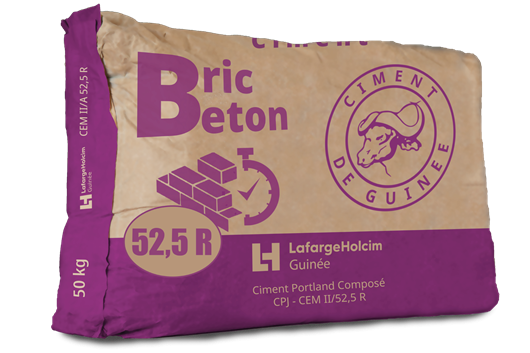 ciment
Bric
Beton
CIMENT
DE GUINEE
52,5 R
LafargeHolcim
Guinée
Ciment Portland Composé
CPJ - CEM II/52,5 R
CEM II/A 52,5 R
LafargeHolcim
Guinée
50 kg